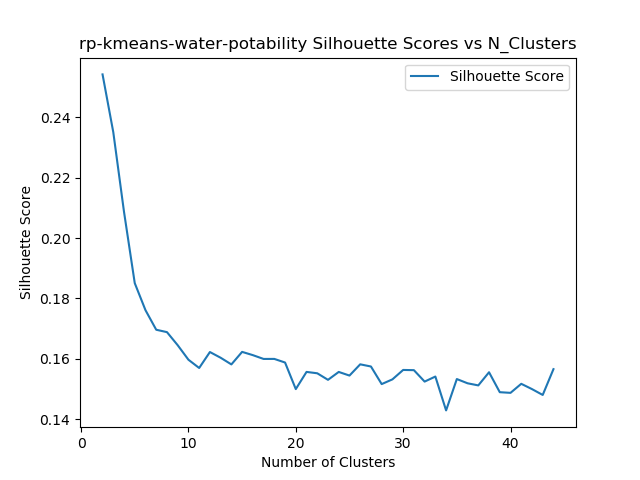 rp-kmeans-water-potability Silhouette Scores vs N_Clusters
Silhouette Score
0.24
0.22
0.20
0.18
0.16
0.14
Silhouette Score
0 10 20 30 40
Number of Clusters